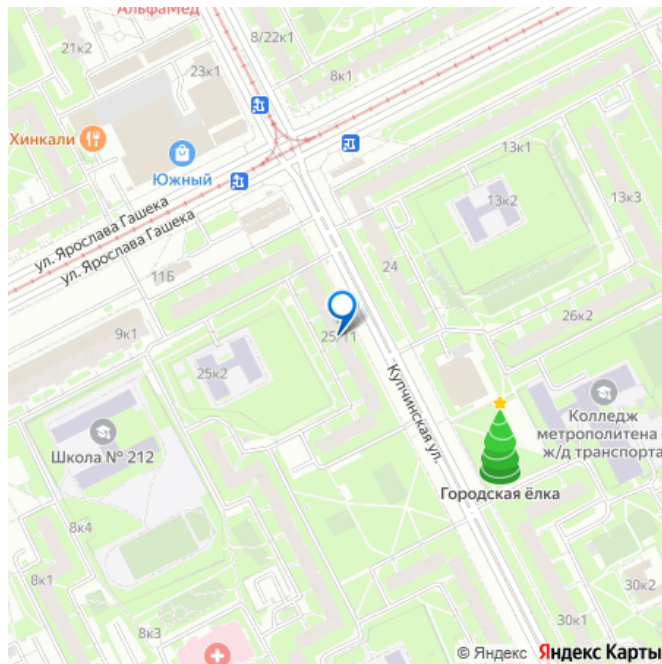 АльфаМед
21к2
8/22к1
23к1
8к1
Хинкали
Южный
13к1
13к2
13к3
ул. Ярослава Гашека
ул. Ярослава Гашека
11Б
24
9к1
25/11
26к2
25к2
Купчинская ул.
Колледж
метрополитена и
ж/д транспорта
Школа № 212
Городская ёлка
8к4
8к1
8к3
30к2
30к1
© Яндекс Яндекс Карты